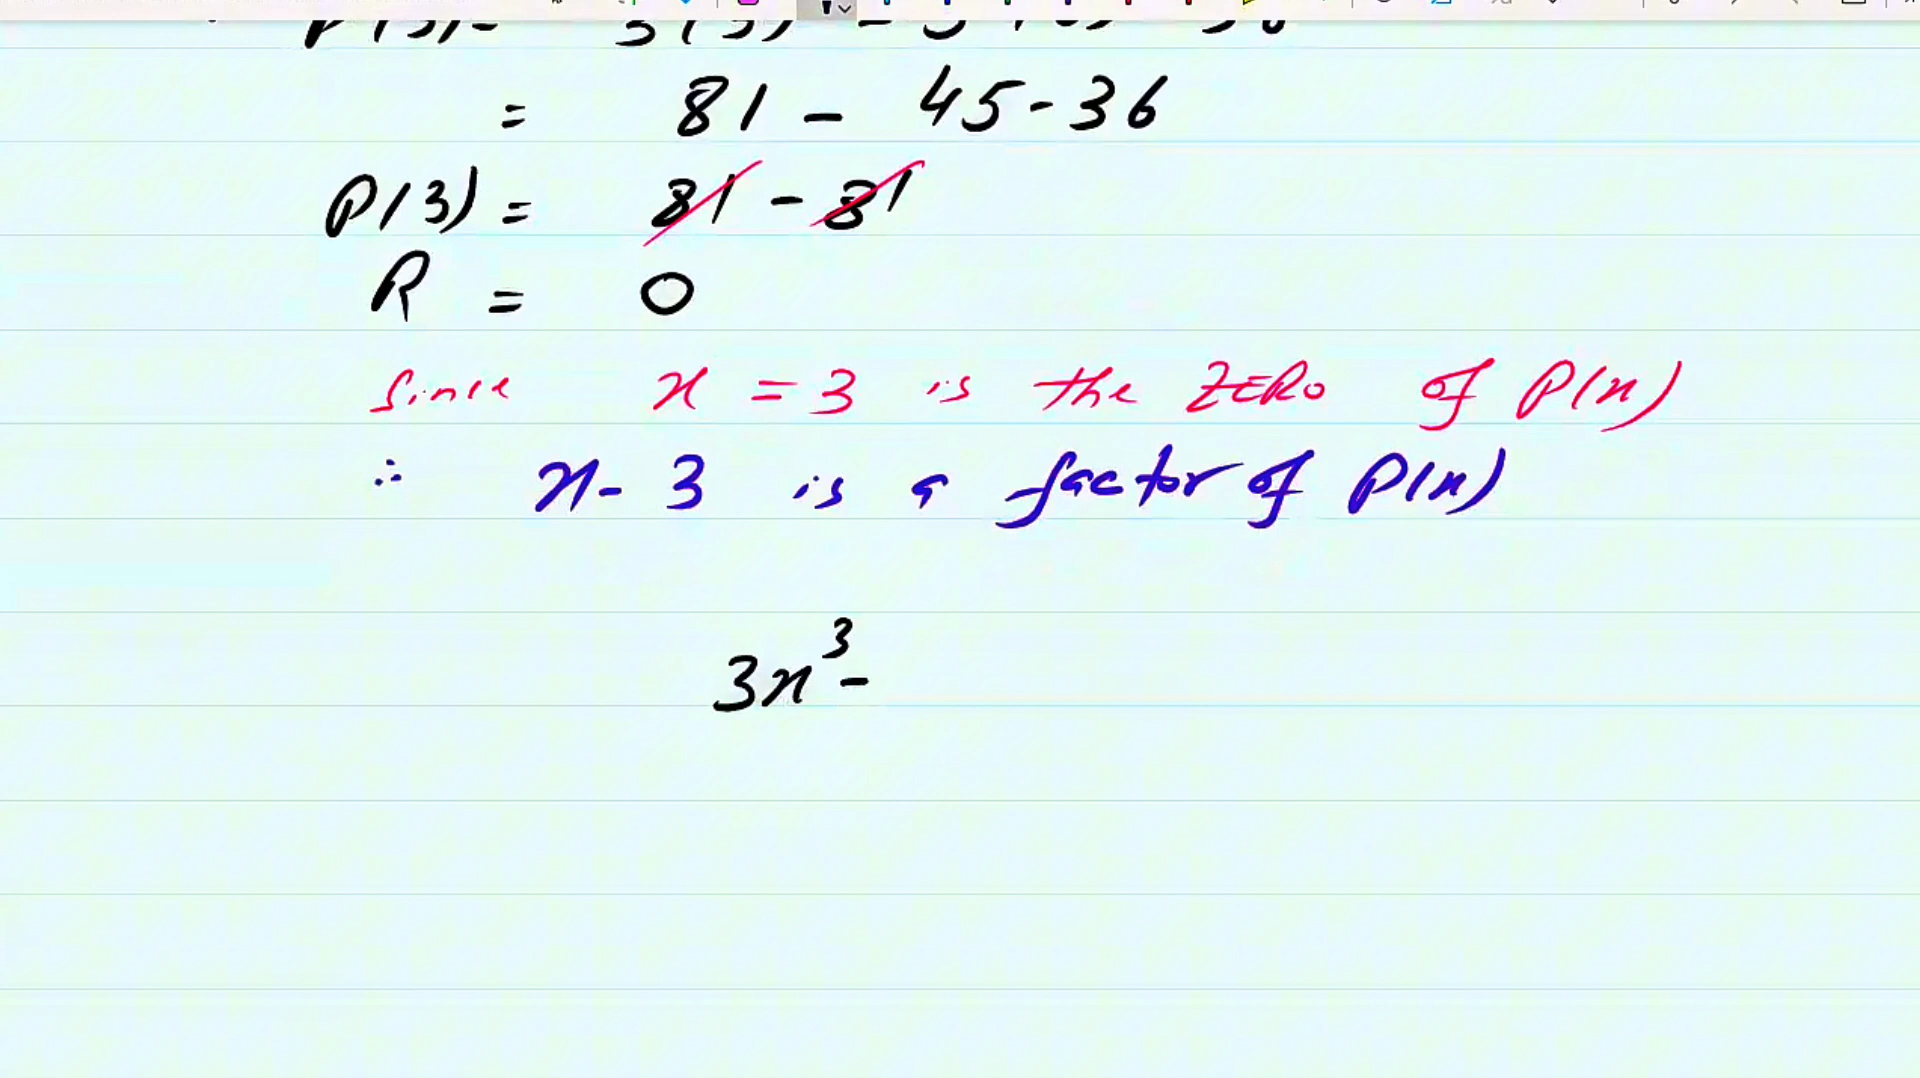 = 81 - 45 - 36
P(3) = 81 - 81
R = 0
Since x = 3 is the ZERO of P(x)
∴ x - 3 is a factor of P(x)
3x³ -